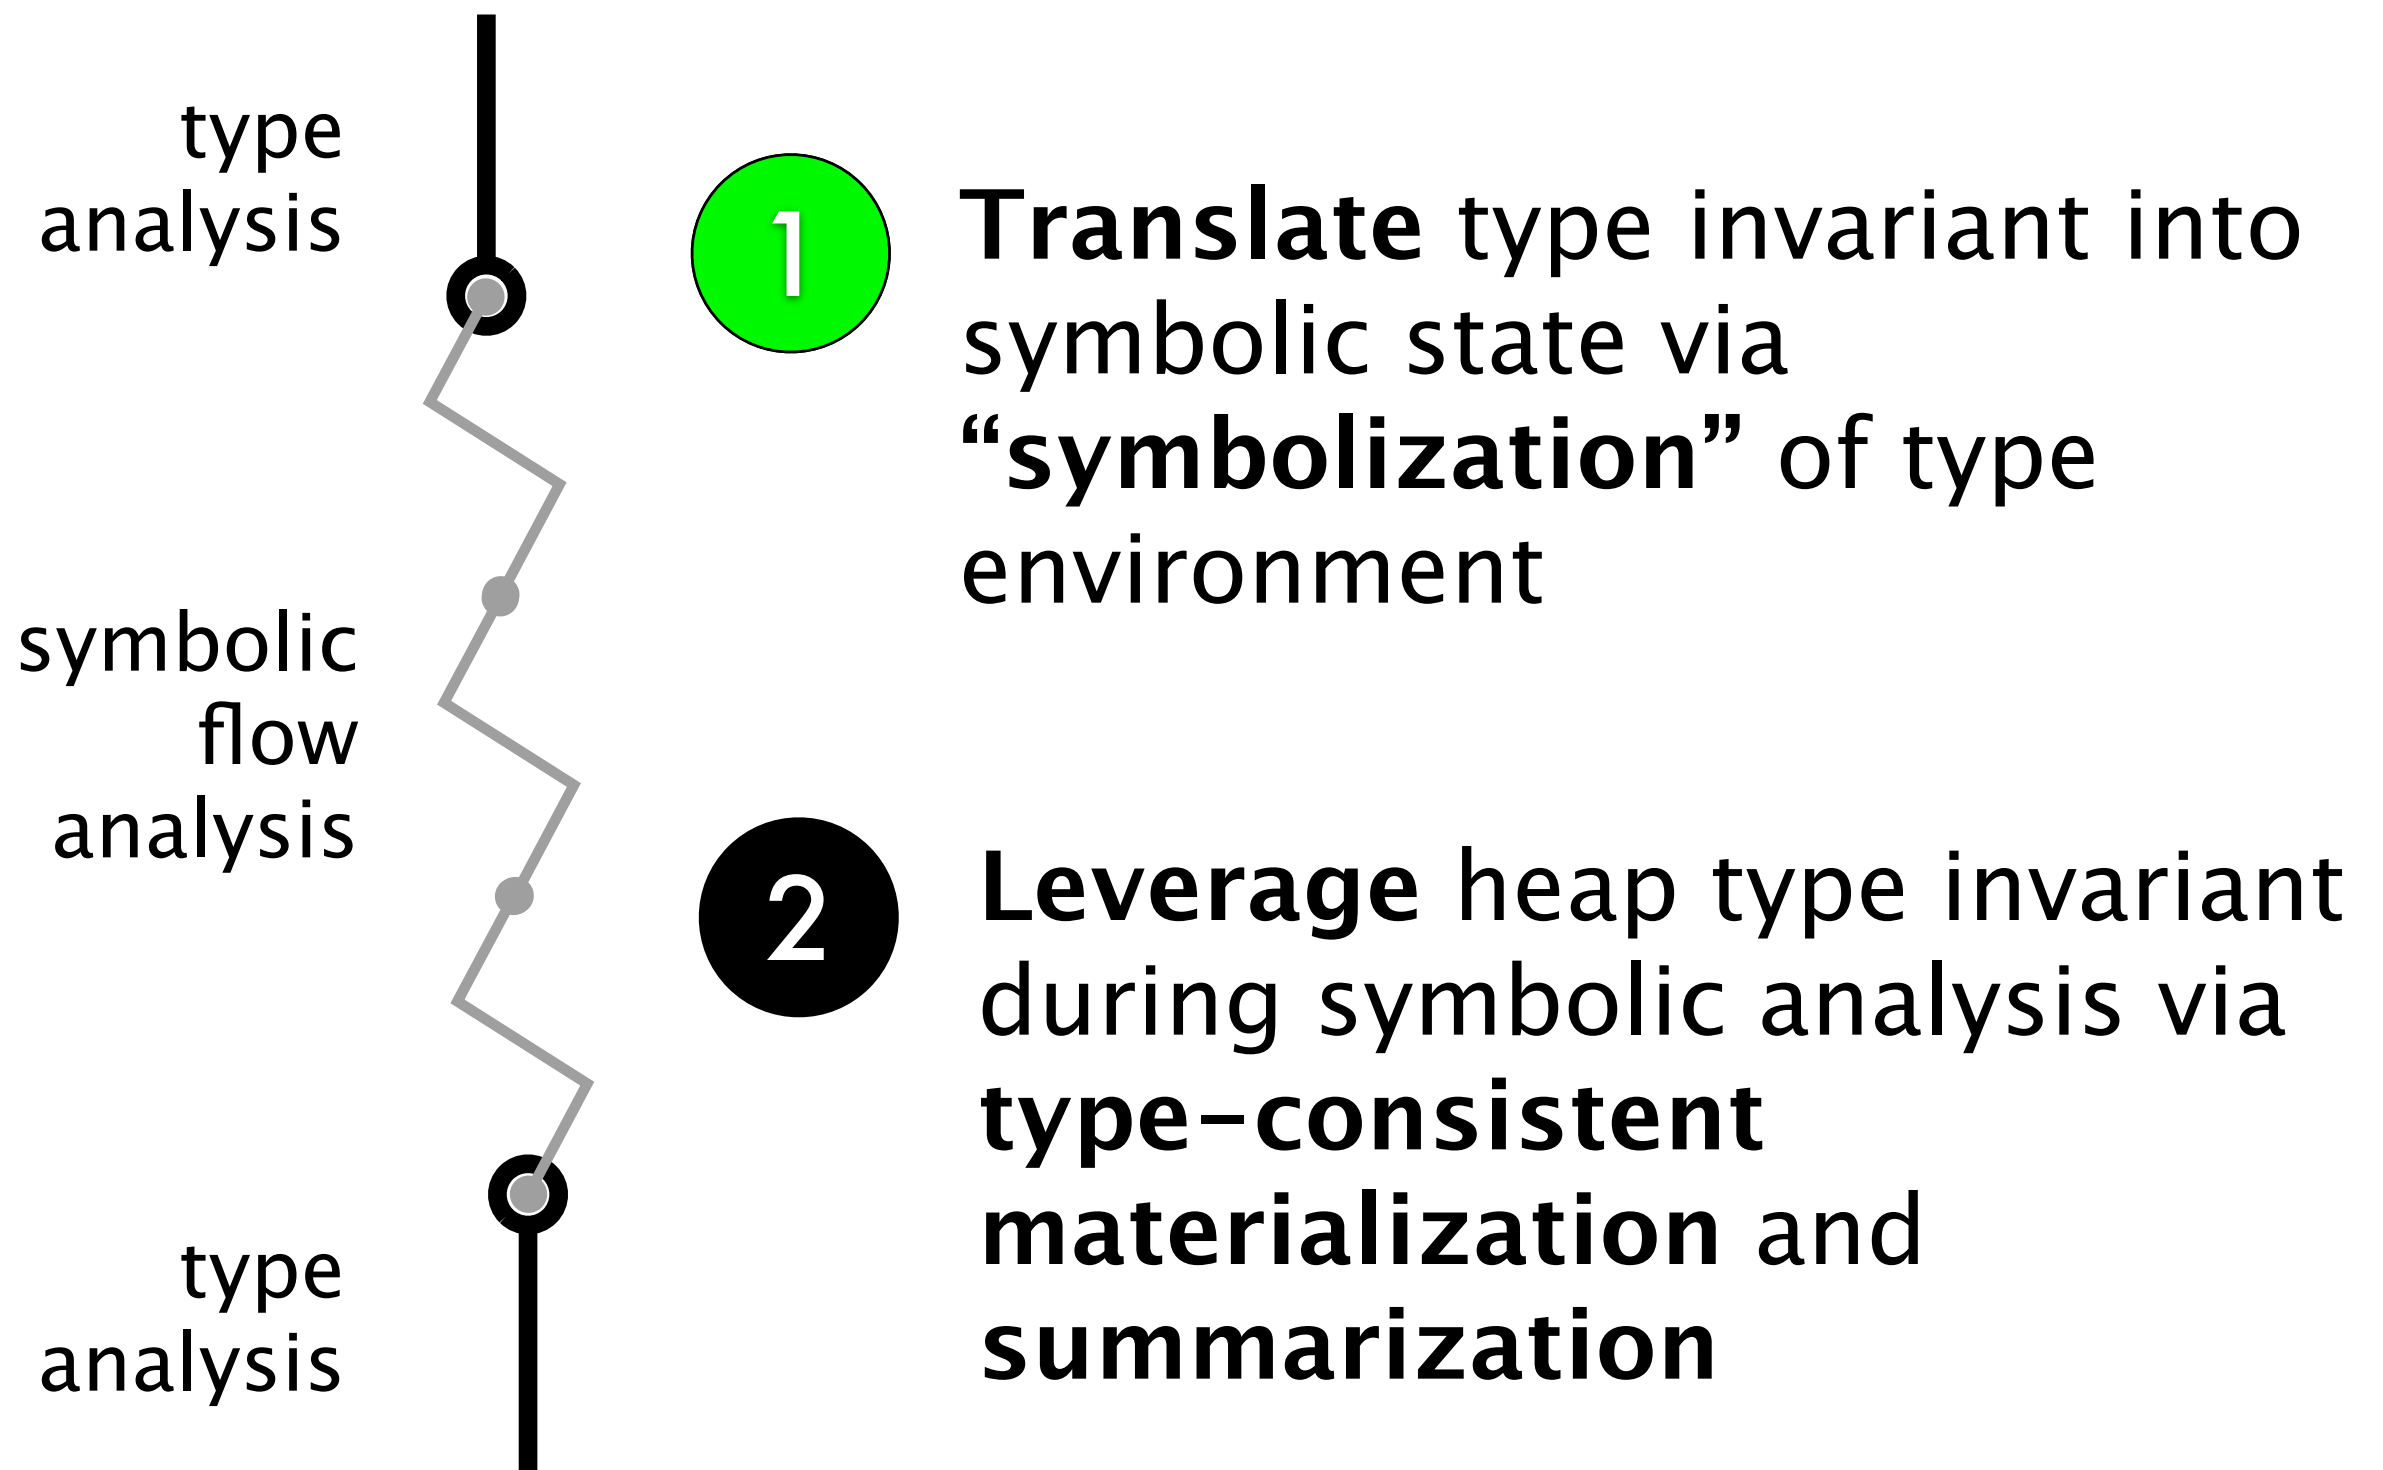 type
analysis
1
Translate type invariant into
symbolic state via
“symbolization” of type
environment
symbolic
flow
analysis
2
Leverage heap type invariant
during symbolic analysis via
type-consistent
materialization and
summarization
type
analysis